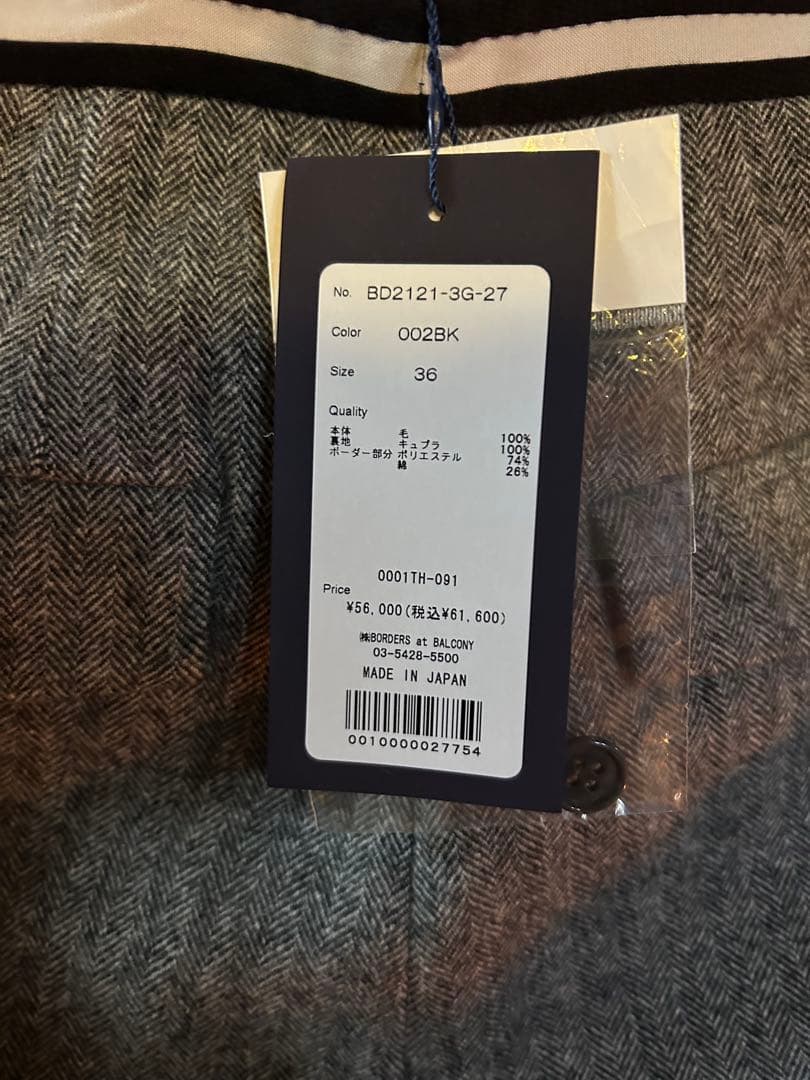 No. BD2121-3G-27
Color 002BK
Size 36
Quality
本体 毛 100%
裏地 キュプラ 100%
ボーダー部分 ポリエステル 74%
綿 26%
0001TH-091
Price
¥56,000(税込¥61,600)
㈱BORDERS at BALCONY
03-5428-5500
MADE IN JAPAN
0010000027754